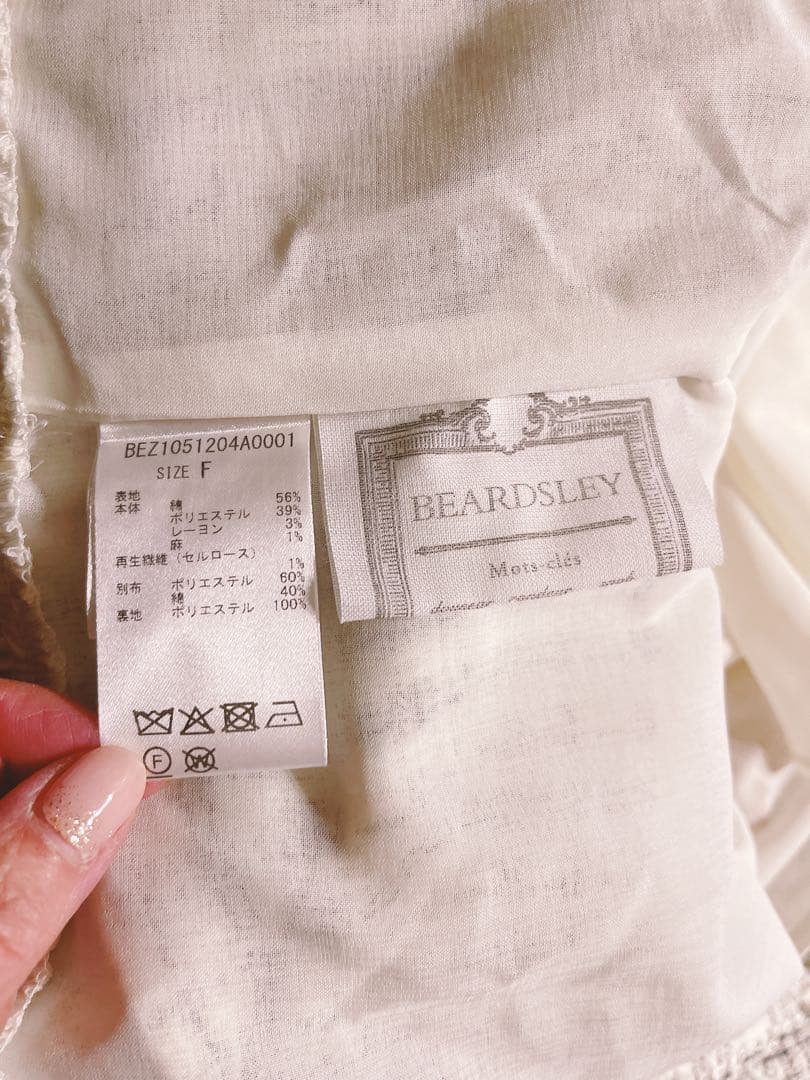 BEZ1051204A0001
SIZE F
表地
本体 綿 56%
ポリエステル 39%
レーヨン 3%
麻 1%
再生繊維（セルロース）
1%
別布 ポリエステル 60%
綿 40%
裏地 ポリエステル 100%
F
W
BEARDSLEY
Mots-clés